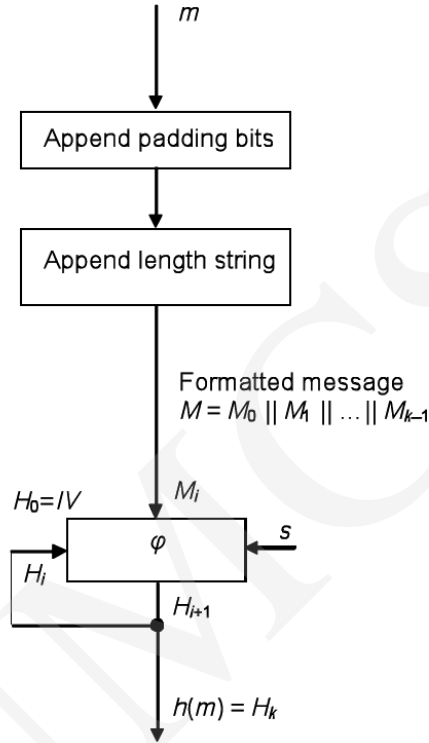 m
Append padding bits
Append length string
Formatted message
M = M₀ || M₁ || ... || Mₖ₋₁
H₀=IV
Mᵢ
φ
s
Hᵢ
Hᵢ₊₁
h(m) = Hₖ